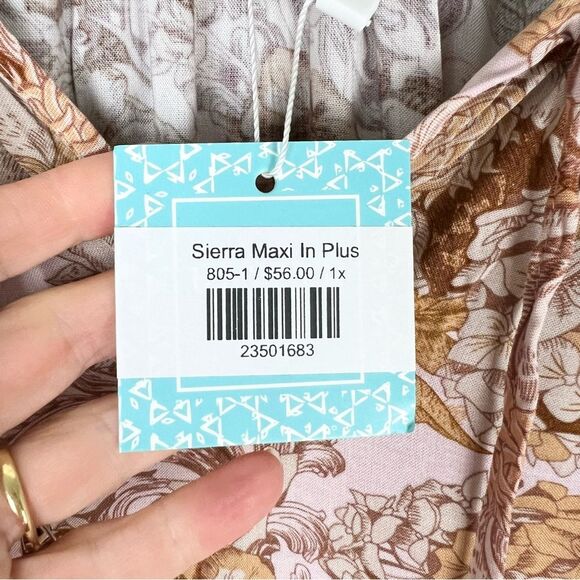 Sierra Maxi In Plus
805-1 / $56.00 / 1x
23501683